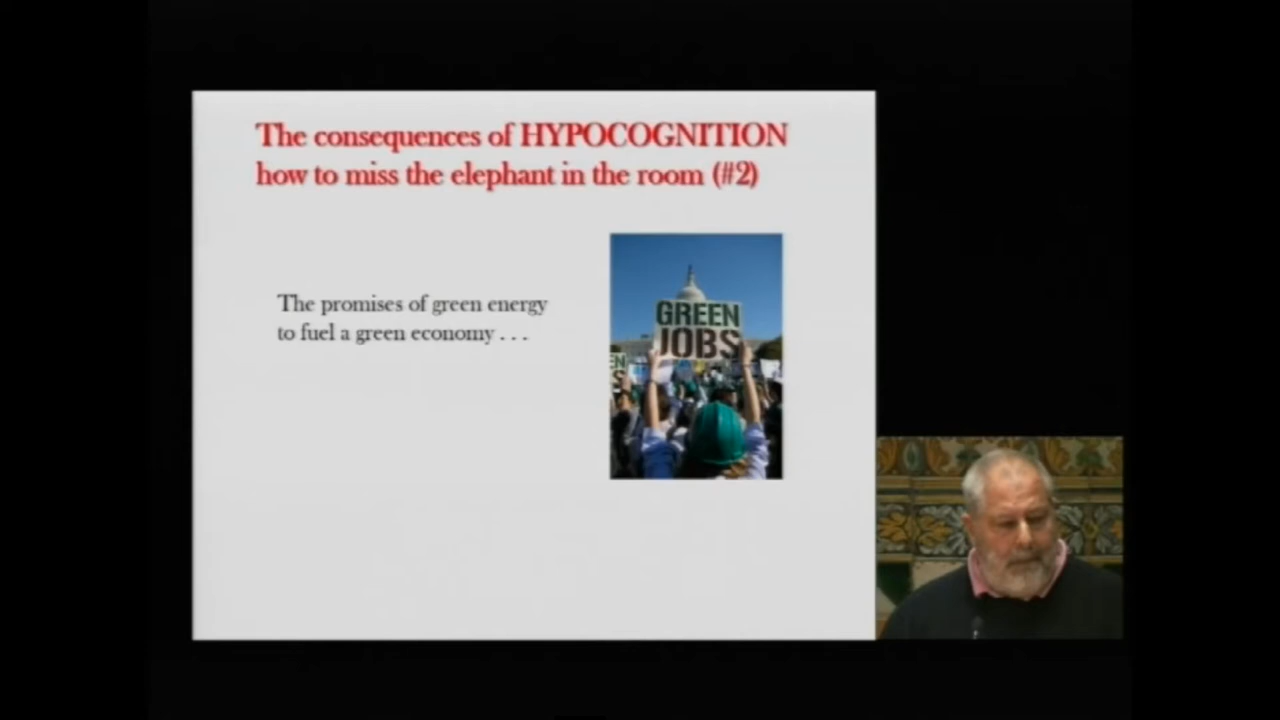 The consequences of HYPOCOGNITION
how to miss the elephant in the room (#2)
The promises of green energy
to fuel a green economy . . .
GREEN
JOBS
EN